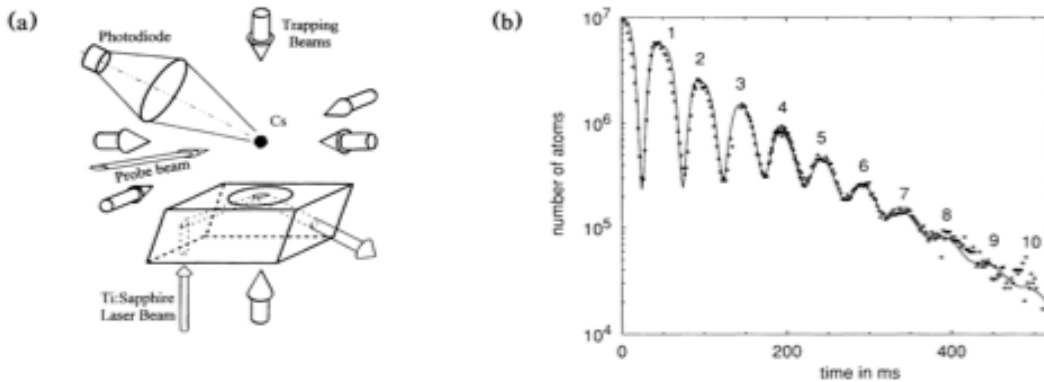 (a)
Photodiode
Trapping
Beams
Cs
Probe beam
Ti:Sapphire
Laser Beam
(b)
number of atoms
10^7
10^6
10^5
10^4
1
2
3
4
5
6
7
8
9
10
0
200
400
time in ms